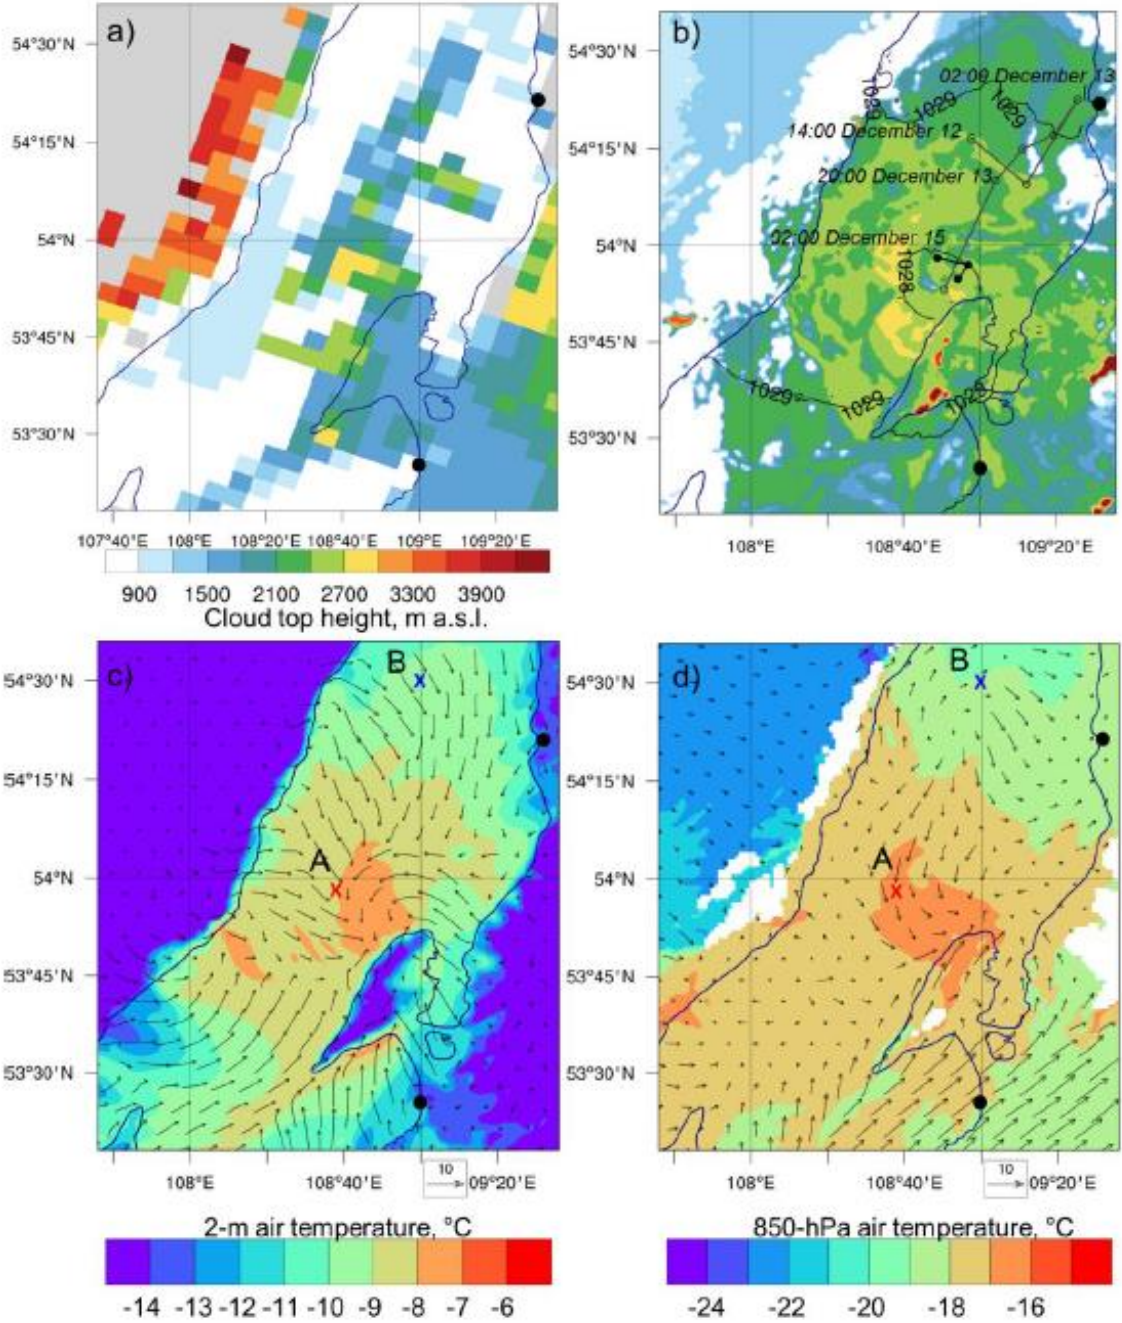 a)
54°30'N
54°15'N
54°N
53°45'N
53°30'N
107°40'E 108°E 108°20'E 108°40'E 109°E 109°20'E
900 1500 2100 2700 3300 3900
Cloud top height, m a.s.l.
b)
54°30'N
54°15'N
54°N
53°45'N
53°30'N
02:00 December 13
1029 1029 1029
14:00 December 12
20:00 December 13
02:00 December 15
1028
1029 1029 1029
108°E 108°40'E 109°20'E
c)
B
x
54°30'N
54°15'N
A
x
54°N
53°45'N
53°30'N
108°E 108°40'E 109°20'E
10
2-m air temperature, °C
-14 -13 -12 -11 -10 -9 -8 -7 -6
d)
B
x
54°30'N
54°15'N
A
x
54°N
53°45'N
53°30'N
108°E 108°40'E 109°20'E
10
850-hPa air temperature, °C
-24 -22 -20 -18 -16